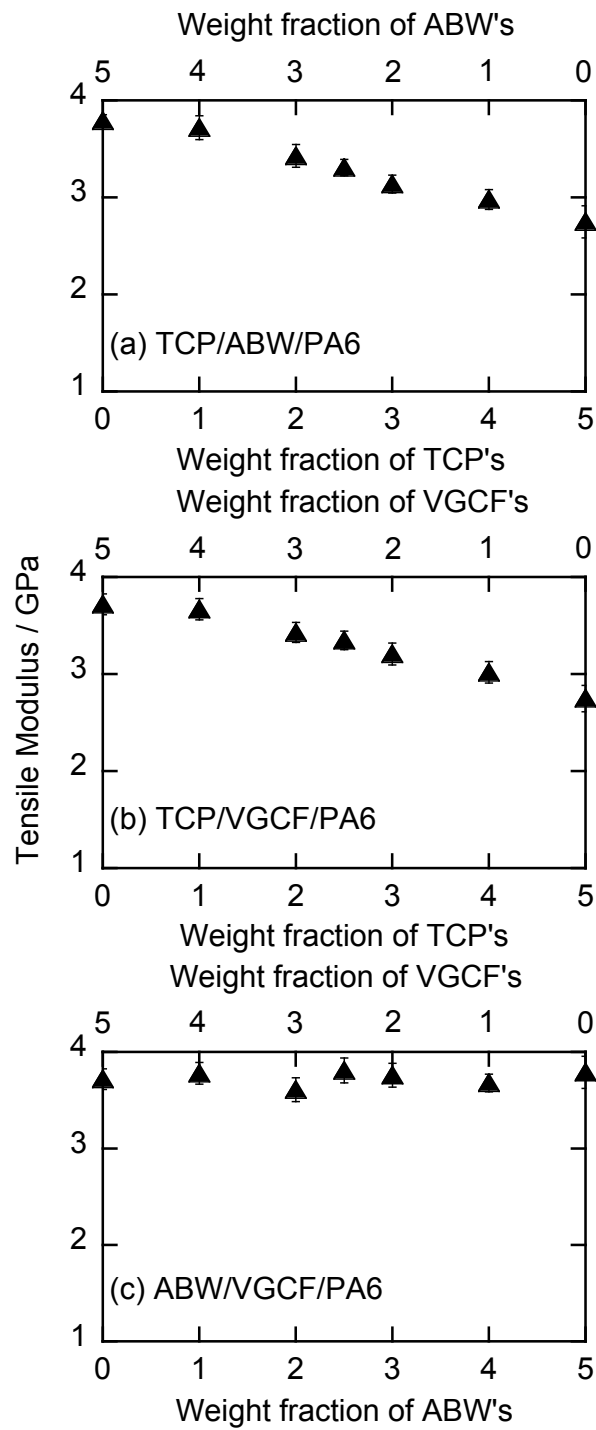 Weight fraction of ABW's
5 4 3 2 1 0
4
3
2
1
(a) TCP/ABW/PA6
0 1 2 3 4 5
Weight fraction of TCP's
Weight fraction of VGCF's
5 4 3 2 1 0
4
3
2
1
(b) TCP/VGCF/PA6
0 1 2 3 4 5
Tensile Modulus / GPa
Weight fraction of TCP's
Weight fraction of VGCF's
5 4 3 2 1 0
4
3
2
1
(c) ABW/VGCF/PA6
0 1 2 3 4 5
Weight fraction of ABW's